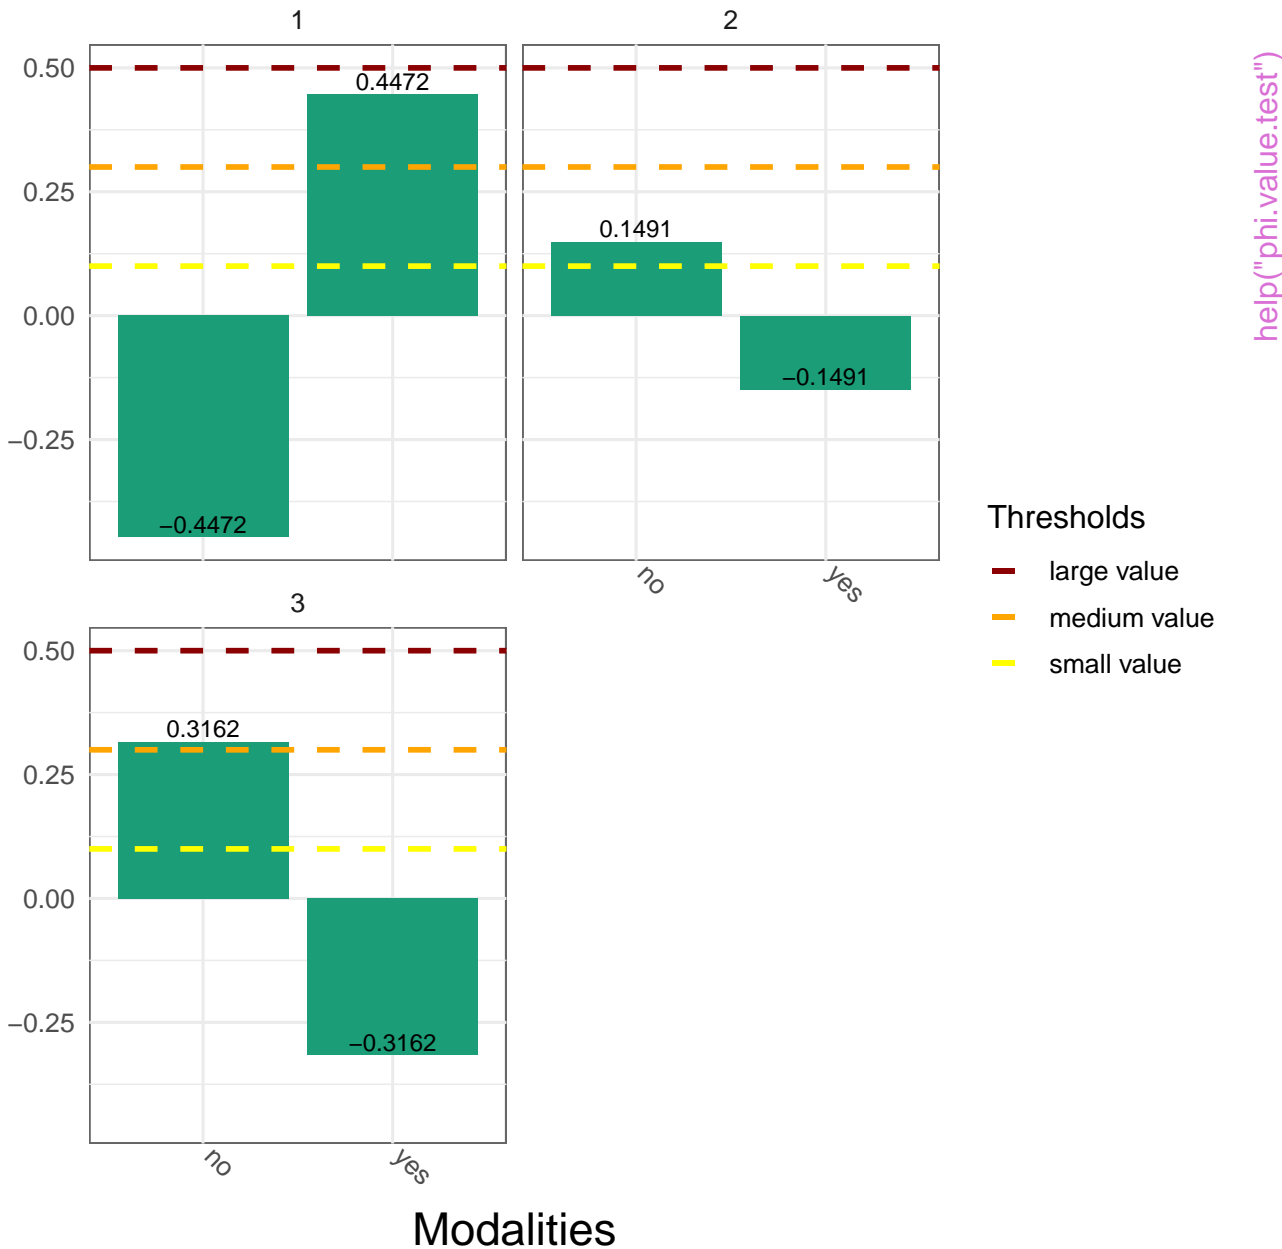 1
2
0.50
0.25
0.00
−0.25
0.4472
−0.4472
0.1491
−0.1491
no
yes
3
0.50
0.25
0.00
−0.25
0.3162
−0.3162
no
yes
Modalities
Thresholds
large value
medium value
small value
help("phi.value.test")